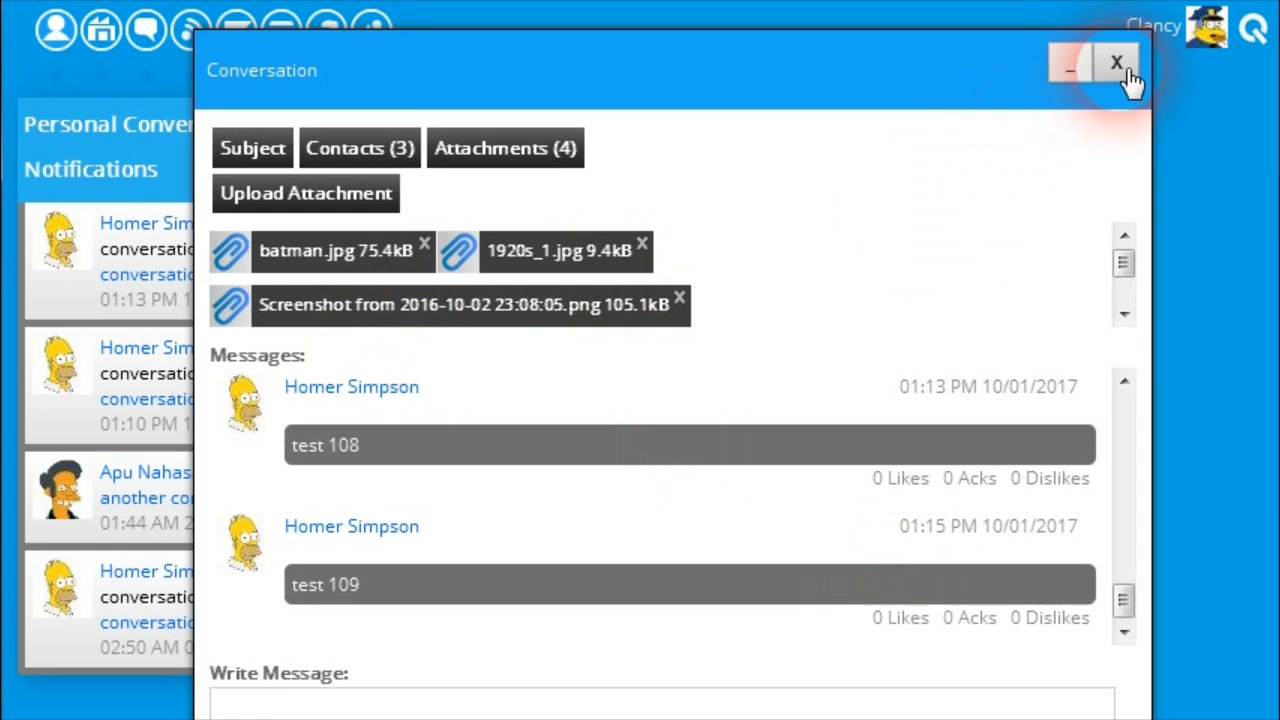 Clancy
Conversation
_ X
Personal Conver
Notifications
Subject Contacts (3) Attachments (4)
Upload Attachment
batman.jpg 75.4kB x 1920s_1.jpg 9.4kB x
Screenshot from 2016-10-02 23:08:05.png 105.1kB x
Messages:
Homer Simpson 01:13 PM 10/01/2017
test 108
0 Likes 0 Acks 0 Dislikes
Homer Simpson 01:15 PM 10/01/2017
test 109
0 Likes 0 Acks 0 Dislikes
Write Message:
Homer Sim
conversatio
conversatio
01:13 PM 1
Homer Sim
conversatio
conversatio
01:10 PM 1
Apu Nahas
another co
01:44 AM 2
Homer Sim
conversatio
conversatio
02:50 AM 0